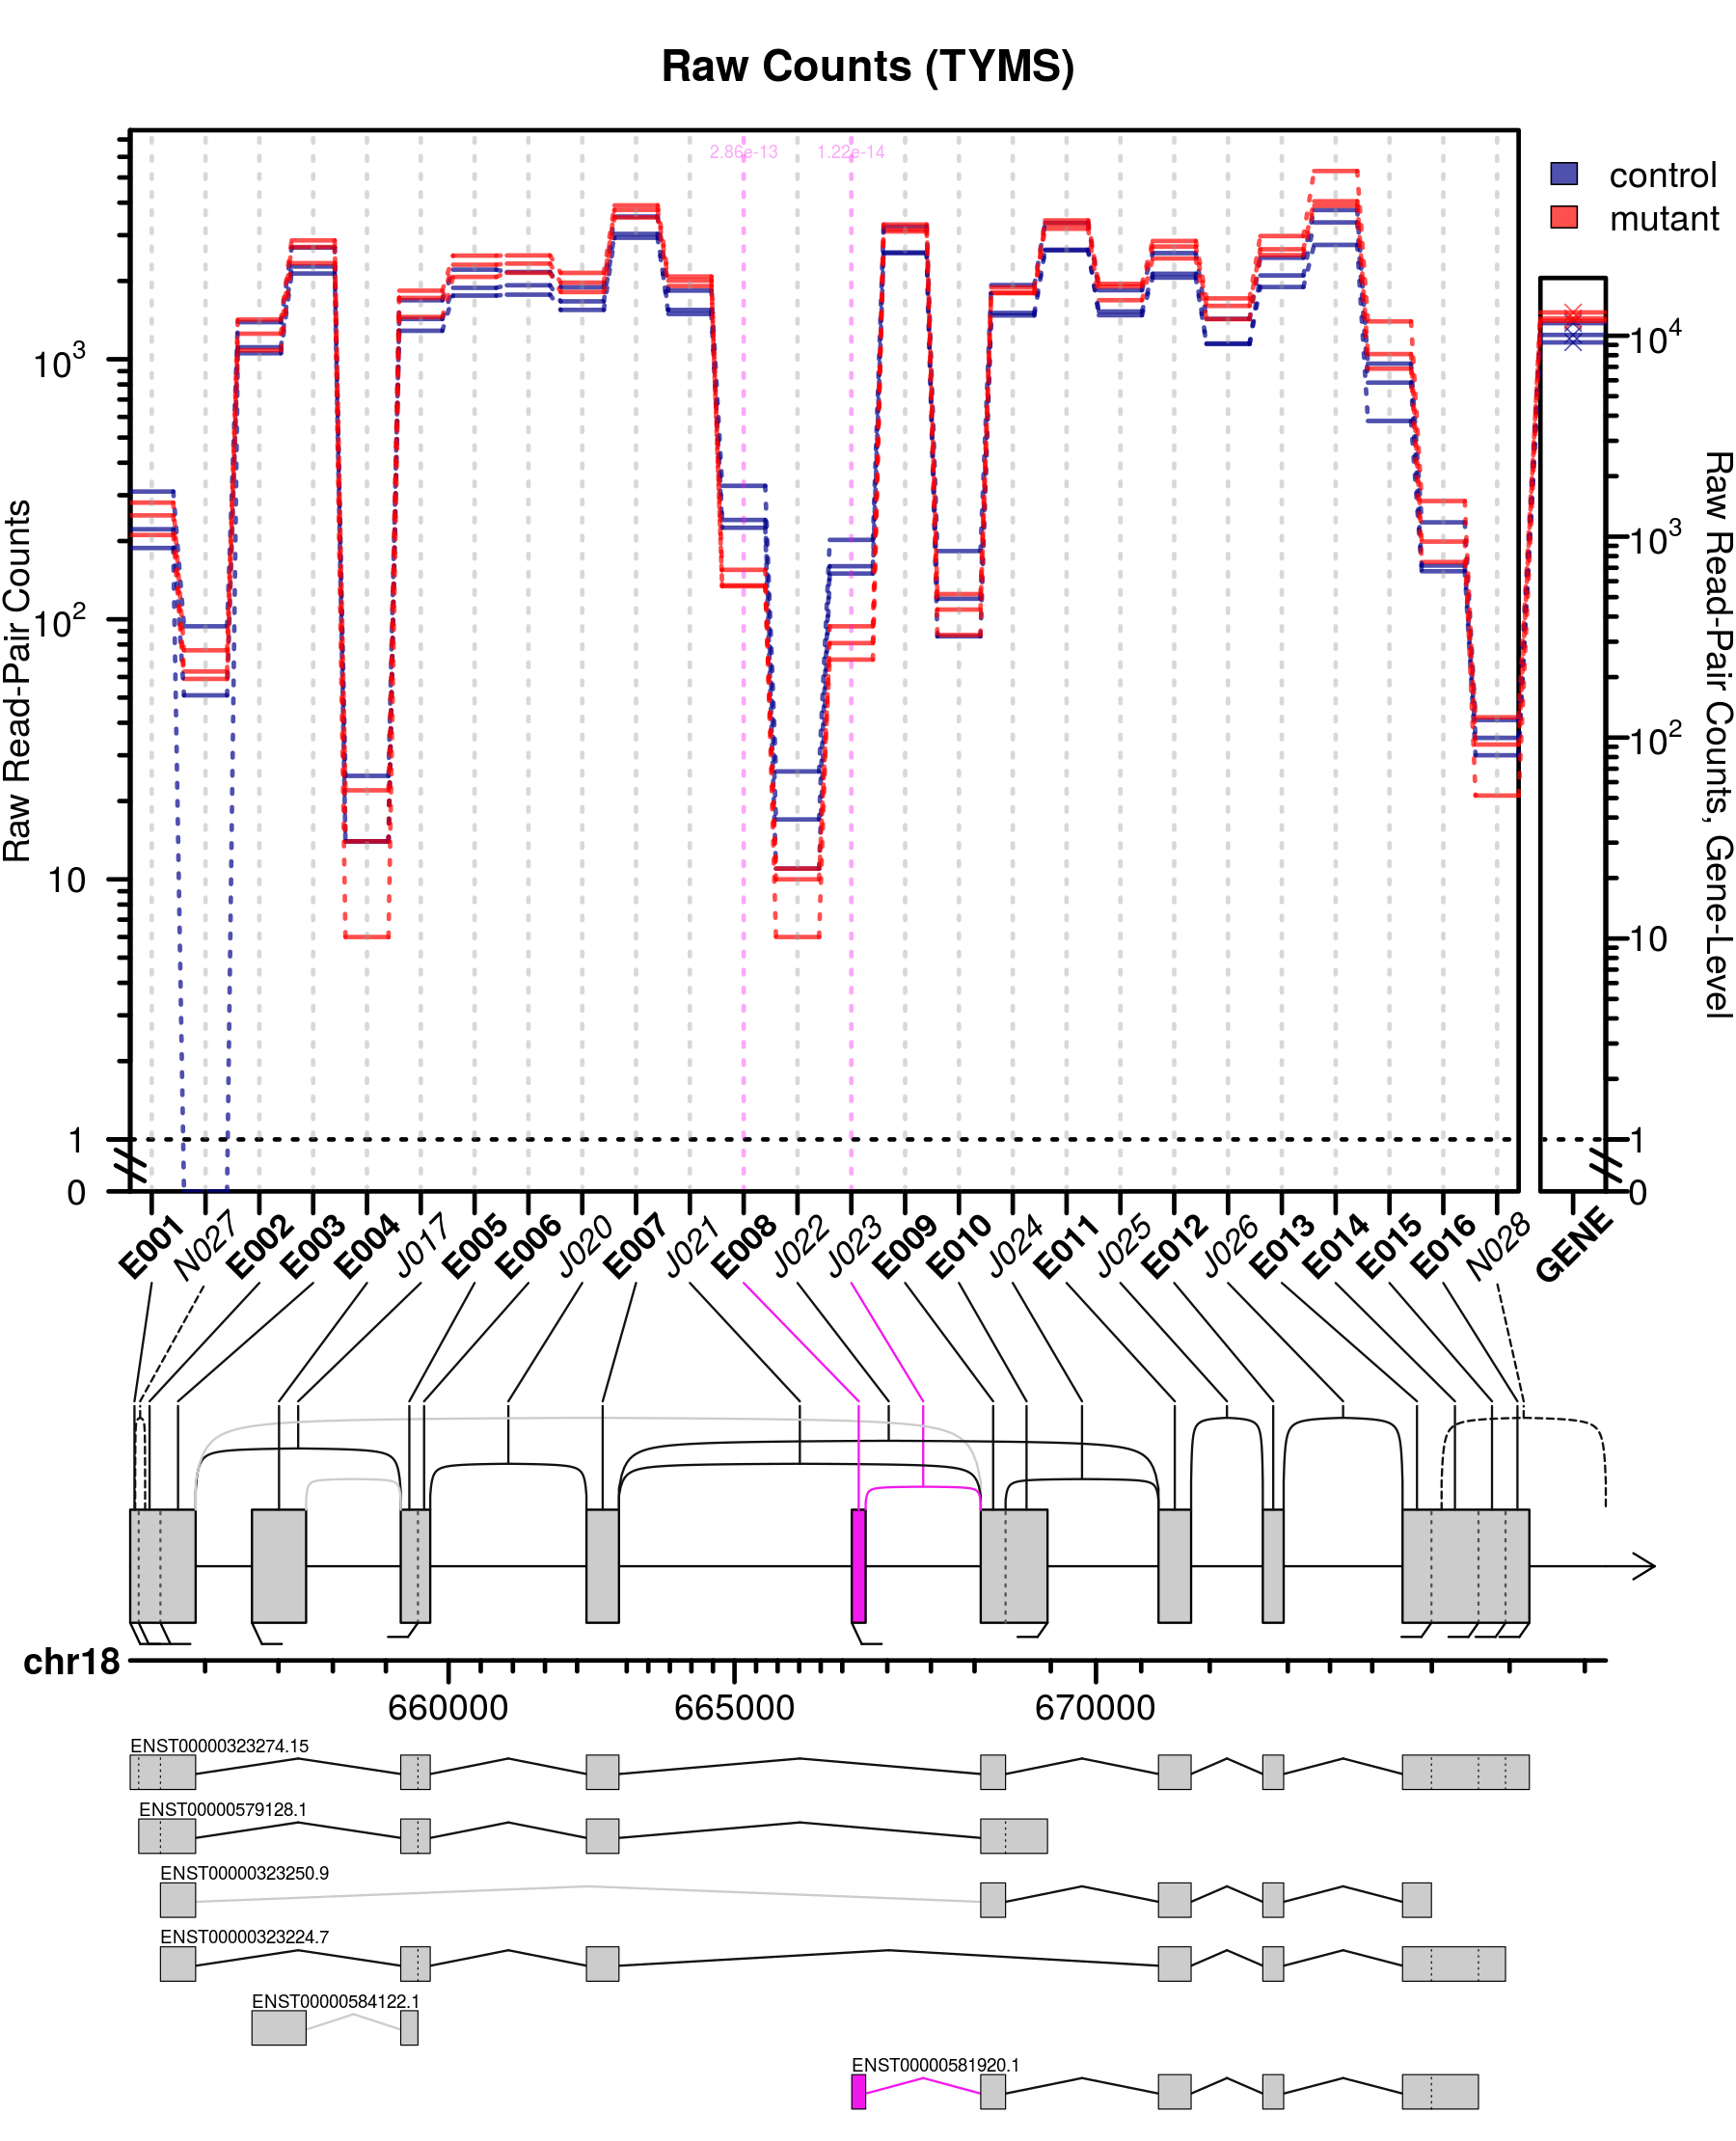 Raw Counts (TYMS)
2.86e-13 1.22e-14
control
mutant
Raw Read-Pair Counts
10³
10²
10
1
0
10⁴
10³
10²
10
1
0
Raw Read-Pair Counts, Gene-Level
E001 N027 E002 E003 E004 J017 E005 E006 J020 E007 J021 E008 J022 J023 E009 E010 J024 E011 J025 E012 J026 E013 E014 E015 E016 N028 GENE
chr18
660000 665000 670000
ENST00000323274.15
ENST00000579128.1
ENST00000323250.9
ENST00000323224.7
ENST00000584122.1
ENST00000581920.1